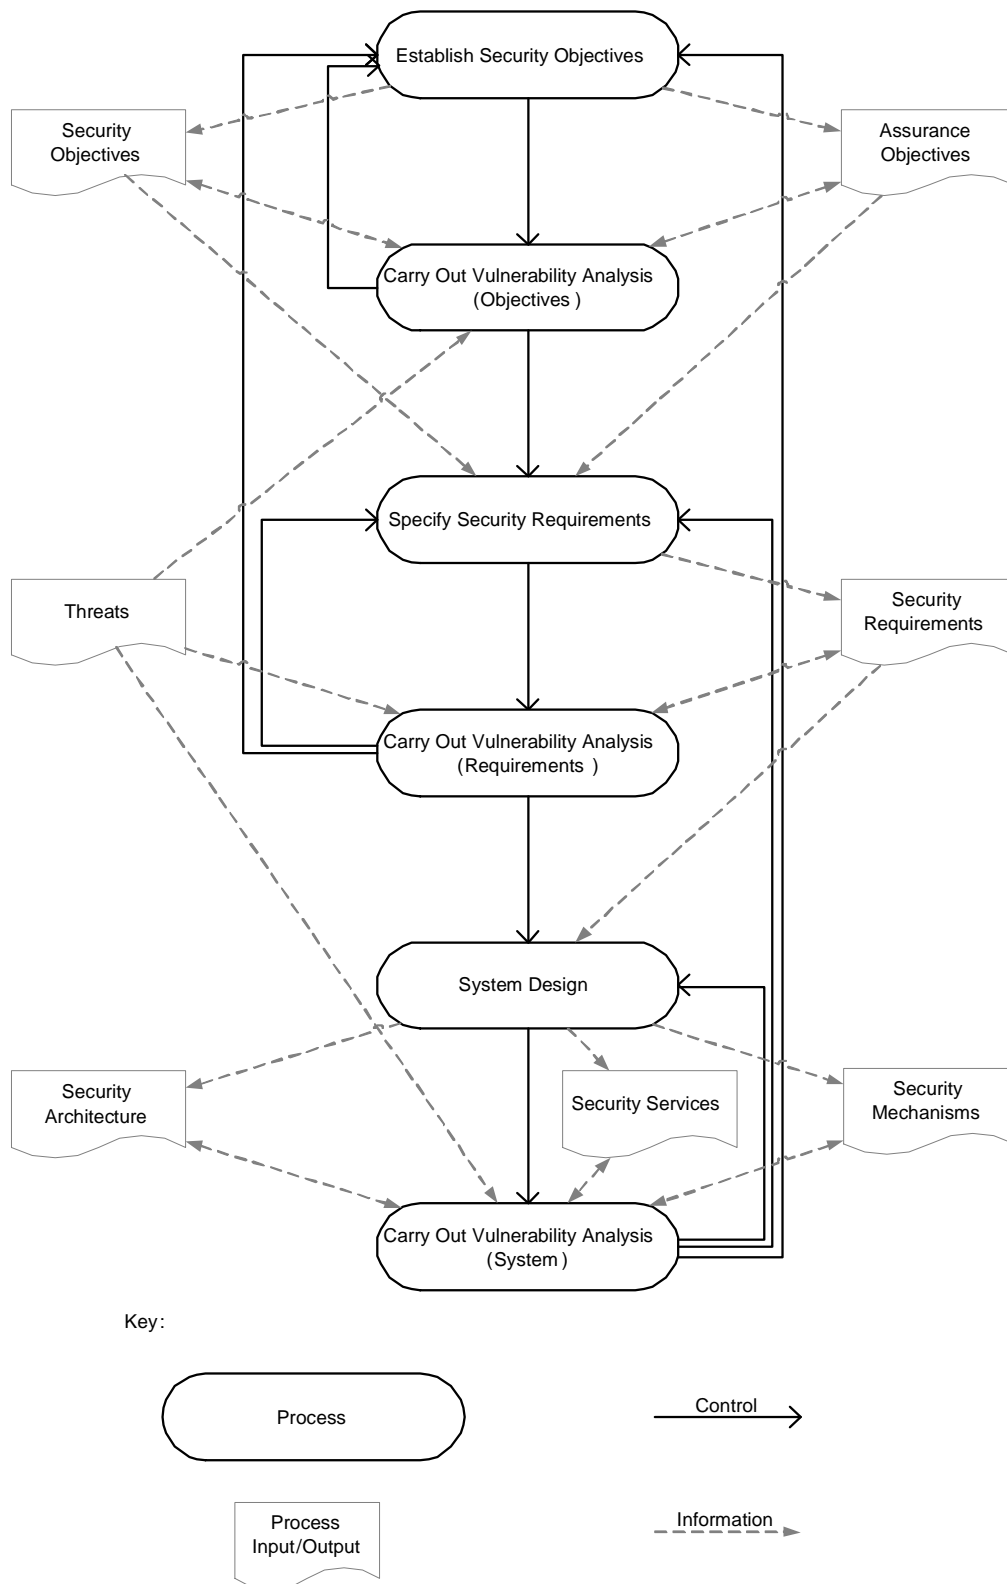 Establish Security Objectives
Security
Objectives
Assurance
Objectives
Carry Out Vulnerability Analysis
(Objectives)
Specify Security Requirements
Threats
Security
Requirements
Carry Out Vulnerability Analysis
(Requirements)
System Design
Security
Architecture
Security Services
Security
Mechanisms
Carry Out Vulnerability Analysis
(System)
Key:
Process
Control
Process
Input/Output
Information